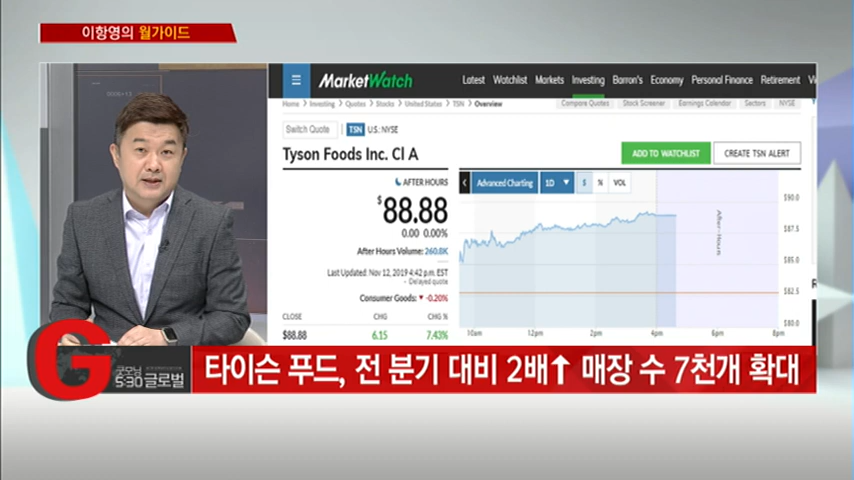 이항영의 월가이드
MarketWatch
Latest Watchlist Markets Investing Barron's Economy Personal Finance Retirement
Home > Investing > Quotes > Stocks > United States > TSN > Overview
Compare Quotes Stock Screener Earnings Calendar Sectors NYSE
Switch Quote TSN U.S.: NYSE
Tyson Foods Inc. Cl A
ADD TO WATCHLIST CREATE TSN ALERT
AFTER HOURS
$88.88
0.00 0.00%
After Hours Volume: 260.8K
Last Updated: Nov 12, 2019 4:42 p.m. EST
Delayed quote
Consumer Goods: ▼ -0.20%
CLOSE CHG CHG %
$88.88 6.15 7.43%
Advanced Charting 1D ▼ $ % VOL
$90.0
$87.5
$85.0
$82.5
$80.0
After-Hours
10am 12pm 2pm 4pm 6pm 8pm
G
굿모닝
5:30 글로벌
타이슨 푸드, 전 분기 대비 2배↑ 매장 수 7천개 확대